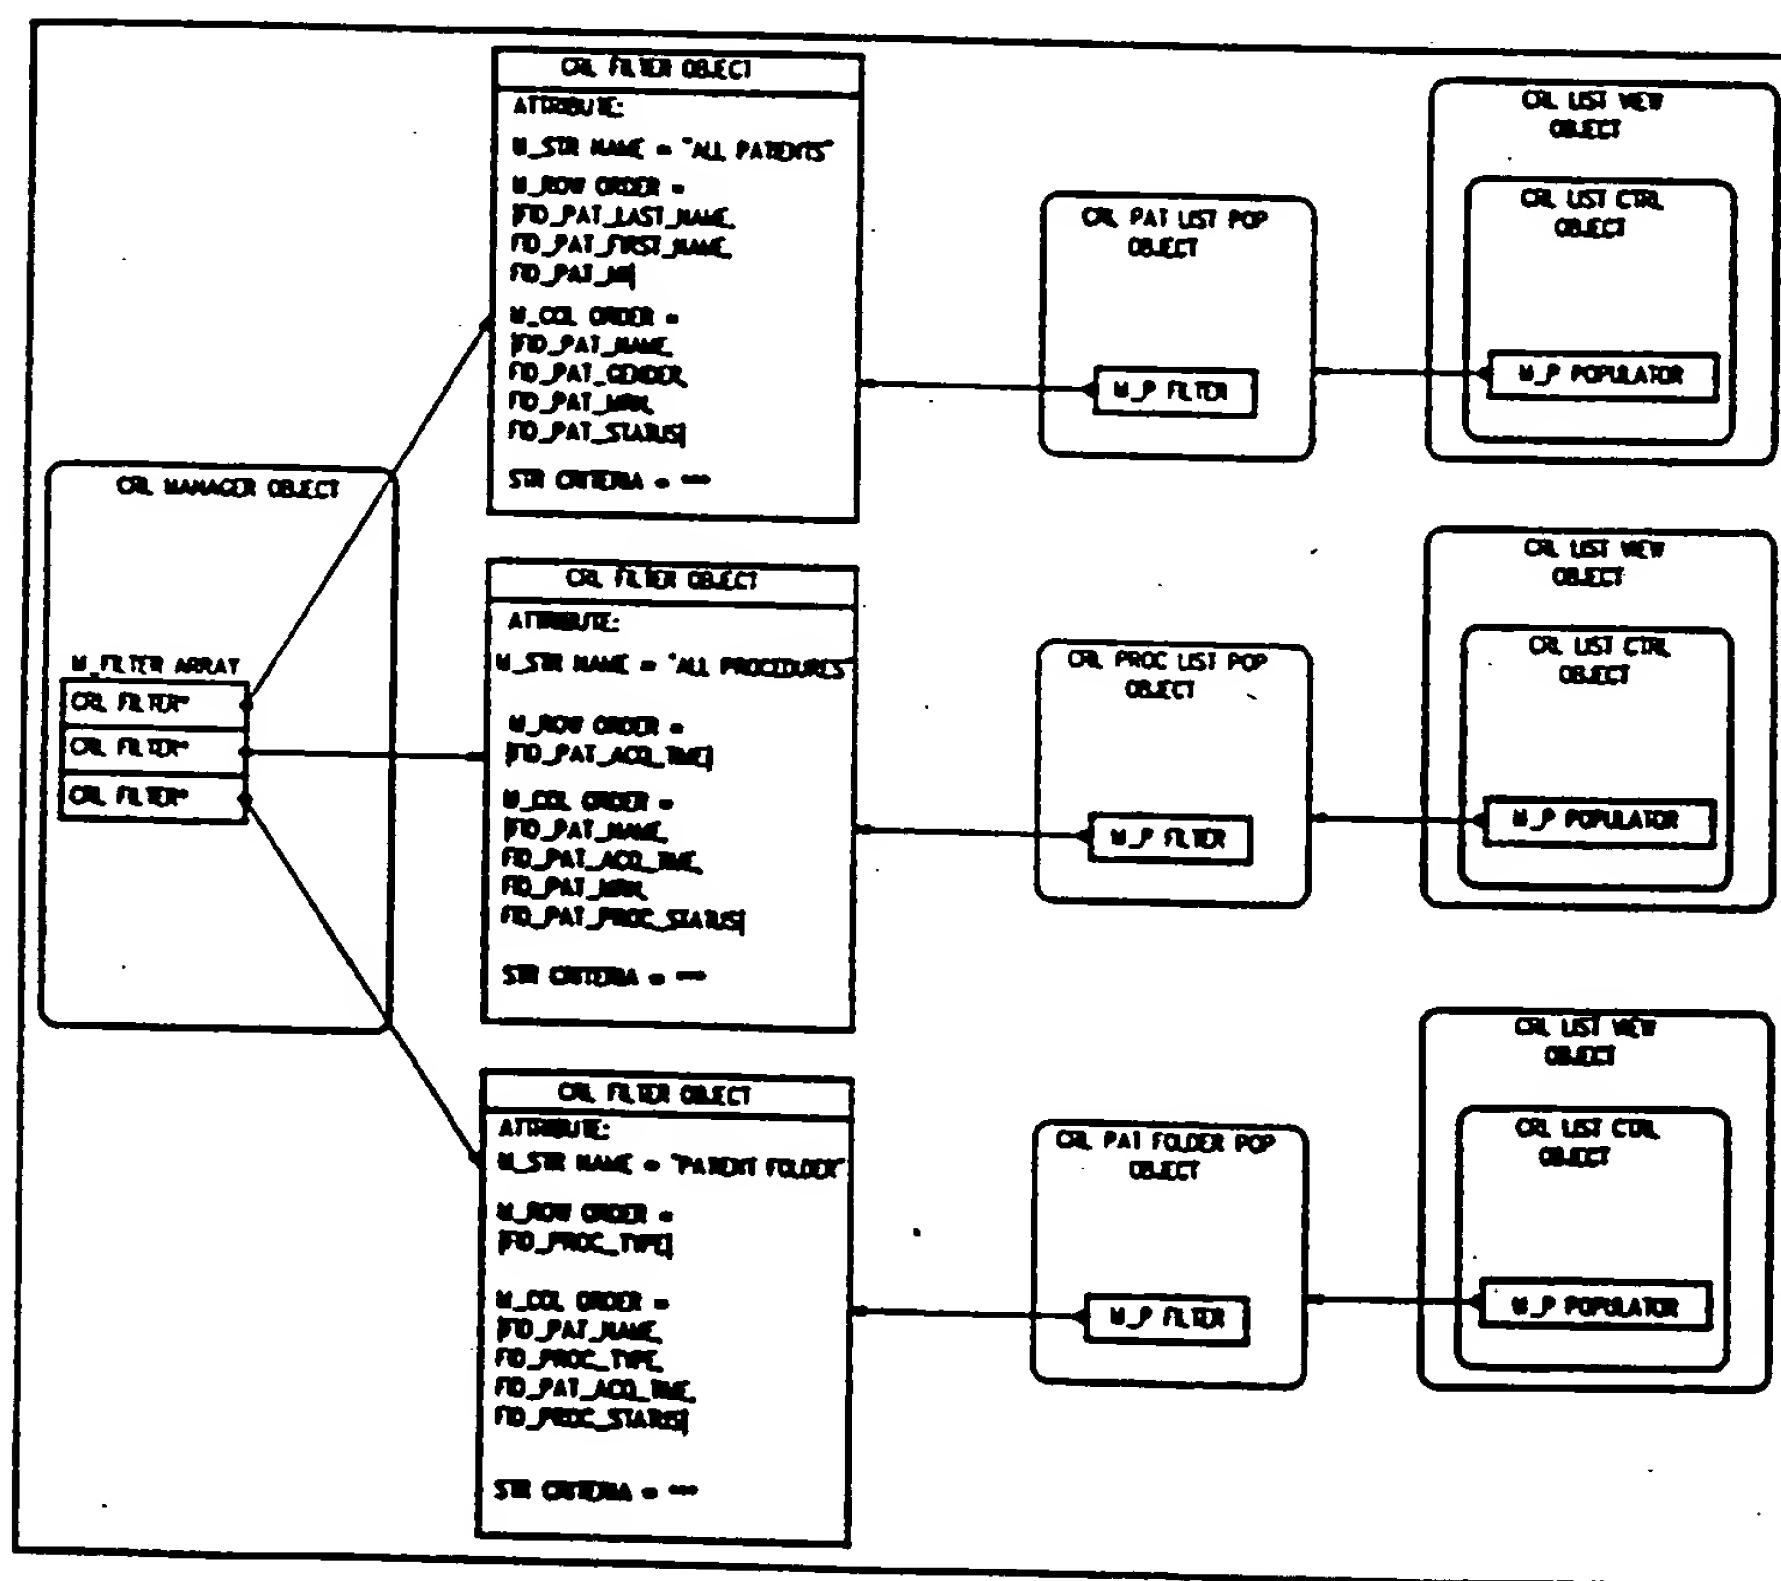 CRL FILTER OBJECT
ATTRIBUTE:
M_STR NAME = "ALL PATIENTS"
M_ROW ORDER =
[FID_PAT_LAST_NAME,
FID_PAT_FIRST_NAME,
FID_PAT_MI]
M_COL ORDER =
[FID_PAT_NAME,
FID_PAT_GENDER,
FID_PAT_MRN,
FID_PAT_STATUS]
STR CRITERIA = ""
CRL PAT LIST POP
OBJECT
M_P FILTER
CRL LIST VIEW
OBJECT
CRL LIST CTRL
OBJECT
M_P POPULATOR
CRL MANAGER OBJECT
M_FILTER ARRAY
CRL FILTER*
CRL FILTER*
CRL FILTER*
CRL FILTER OBJECT
ATTRIBUTE:
M_STR NAME = "ALL PROCEDURES"
M_ROW ORDER =
[FID_PAT_ACQ_TIME]
M_COL ORDER =
[FID_PAT_NAME,
FID_PAT_ACQ_TIME,
FID_PAT_MRN,
FID_PAT_PROC_STATUS]
STR CRITERIA = ""
CRL PROC LIST POP
OBJECT
M_P FILTER
CRL LIST VIEW
OBJECT
CRL LIST CTRL
OBJECT
M_P POPULATOR
CRL FILTER OBJECT
ATTRIBUTE:
M_STR NAME = "PATIENT FOLDER"
M_ROW ORDER =
[FID_PROC_TYPE]
M_COL ORDER =
[FID_PAT_NAME,
FID_PROC_TYPE,
FID_PAT_ACQ_TIME,
FID_PROC_STATUS]
STR CRITERIA = ""
CRL PAT FOLDER POP
OBJECT
M_P FILTER
CRL LIST VIEW
OBJECT
CRL LIST CTRL
OBJECT
M_P POPULATOR